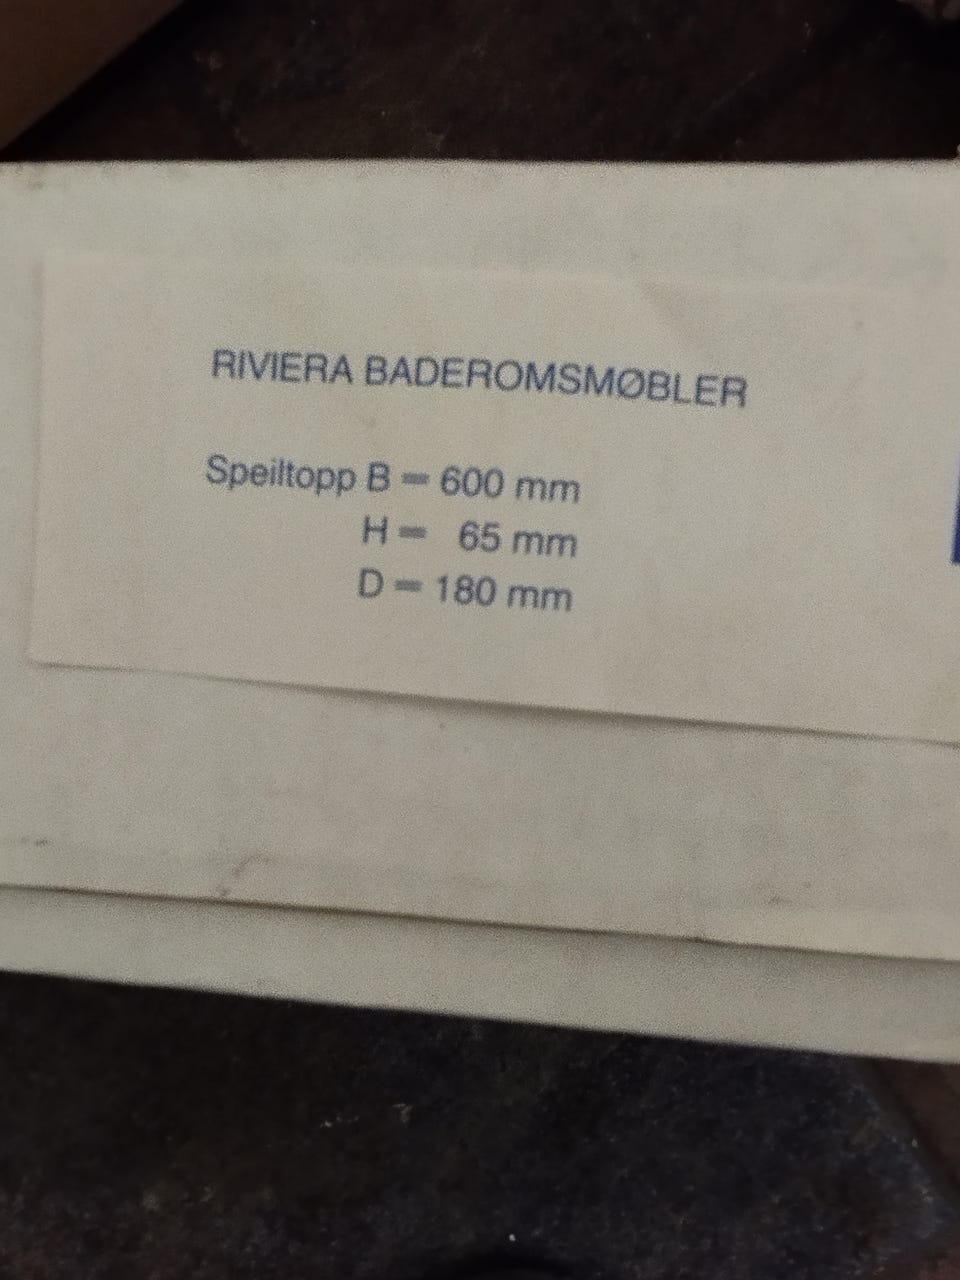 RIVIERA BADEROMSMØBLER
Speiltopp B = 600 mm
H = 65 mm
D = 180 mm